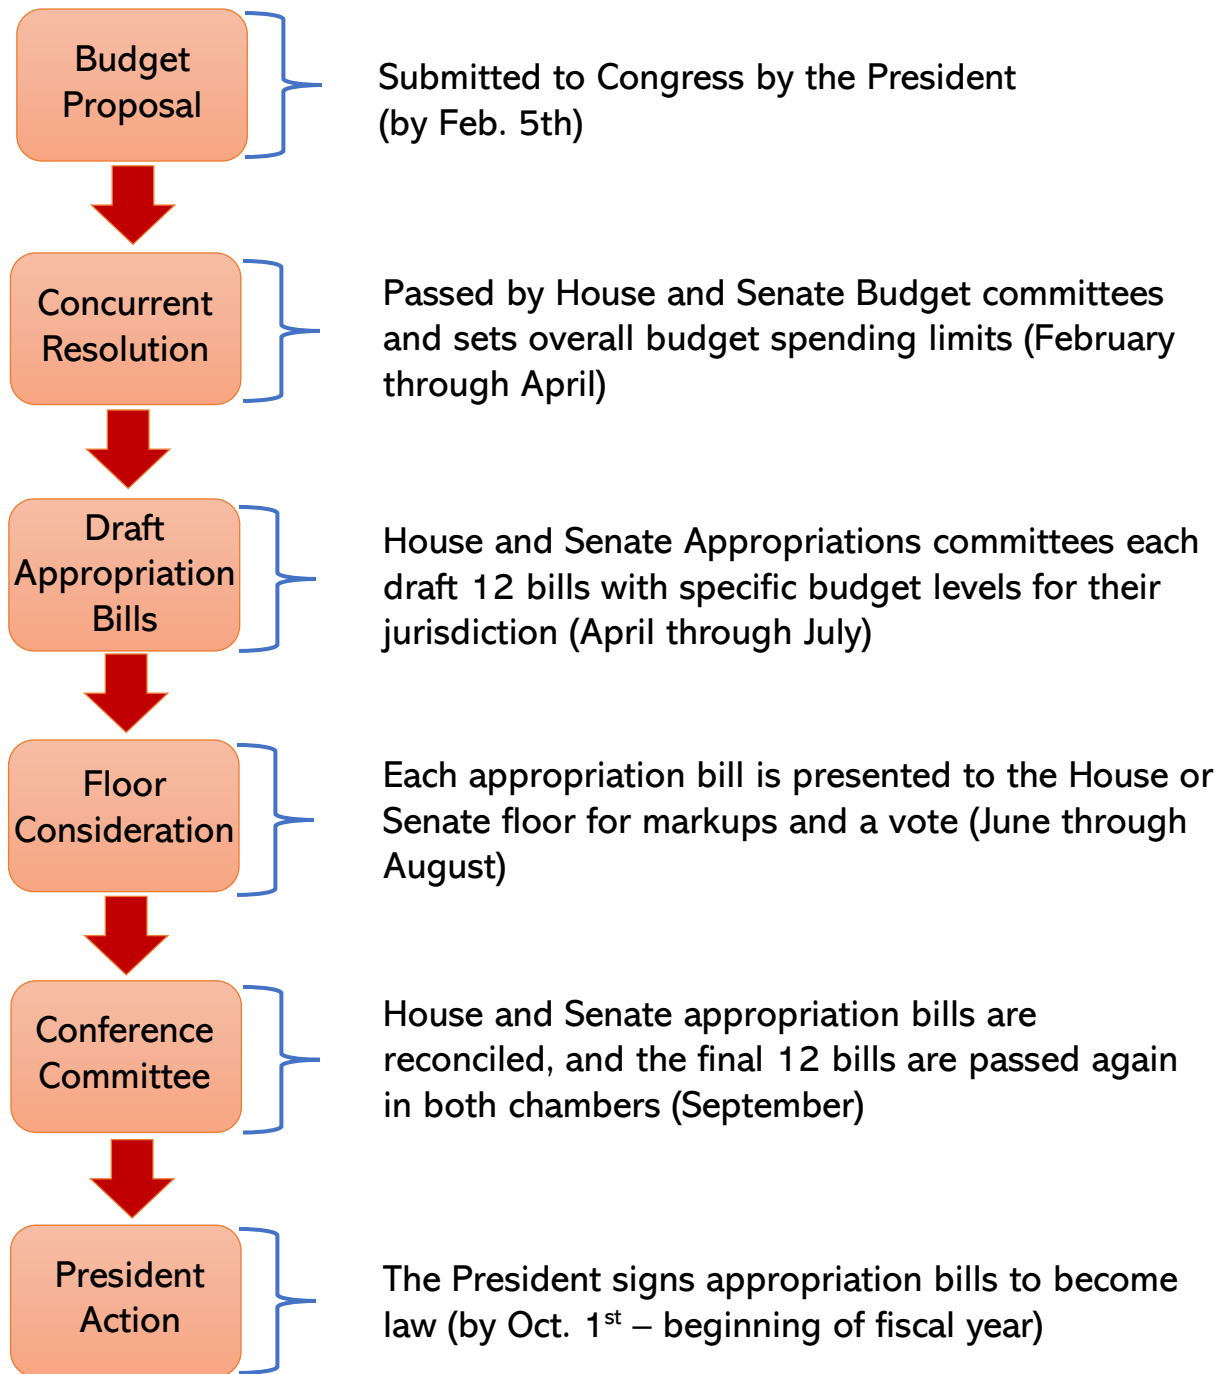 Budget
Proposal
Submitted to Congress by the President
(by Feb. 5th)
Concurrent
Resolution
Passed by House and Senate Budget committees
and sets overall budget spending limits (February
through April)
Draft
Appropriation
Bills
House and Senate Appropriations committees each
draft 12 bills with specific budget levels for their
jurisdiction (April through July)
Floor
Consideration
Each appropriation bill is presented to the House or
Senate floor for markups and a vote (June through
August)
Conference
Committee
House and Senate appropriation bills are
reconciled, and the final 12 bills are passed again
in both chambers (September)
President
Action
The President signs appropriation bills to become
law (by Oct. 1st – beginning of fiscal year)